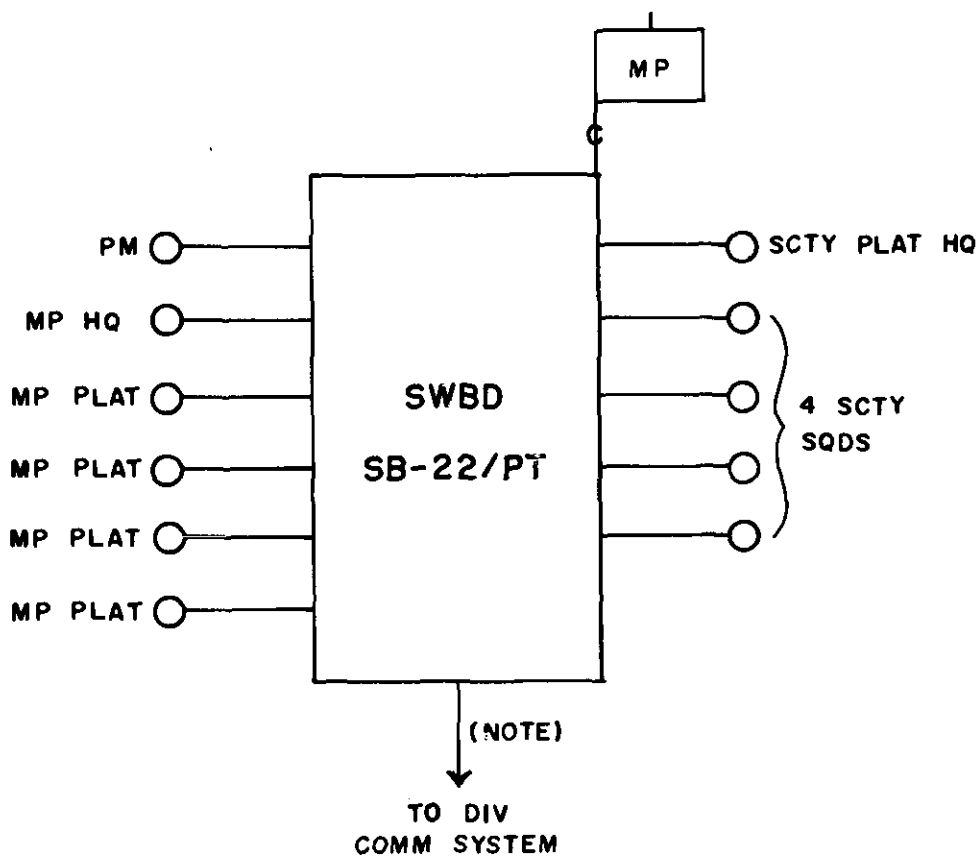 MP
PM
MP HQ
MP PLAT
MP PLAT
MP PLAT
MP PLAT
SWBD
SB-22/PT
SCTY PLAT HQ
4 SCTY
SQDS
(NOTE)
TO DIV
COMM SYSTEM